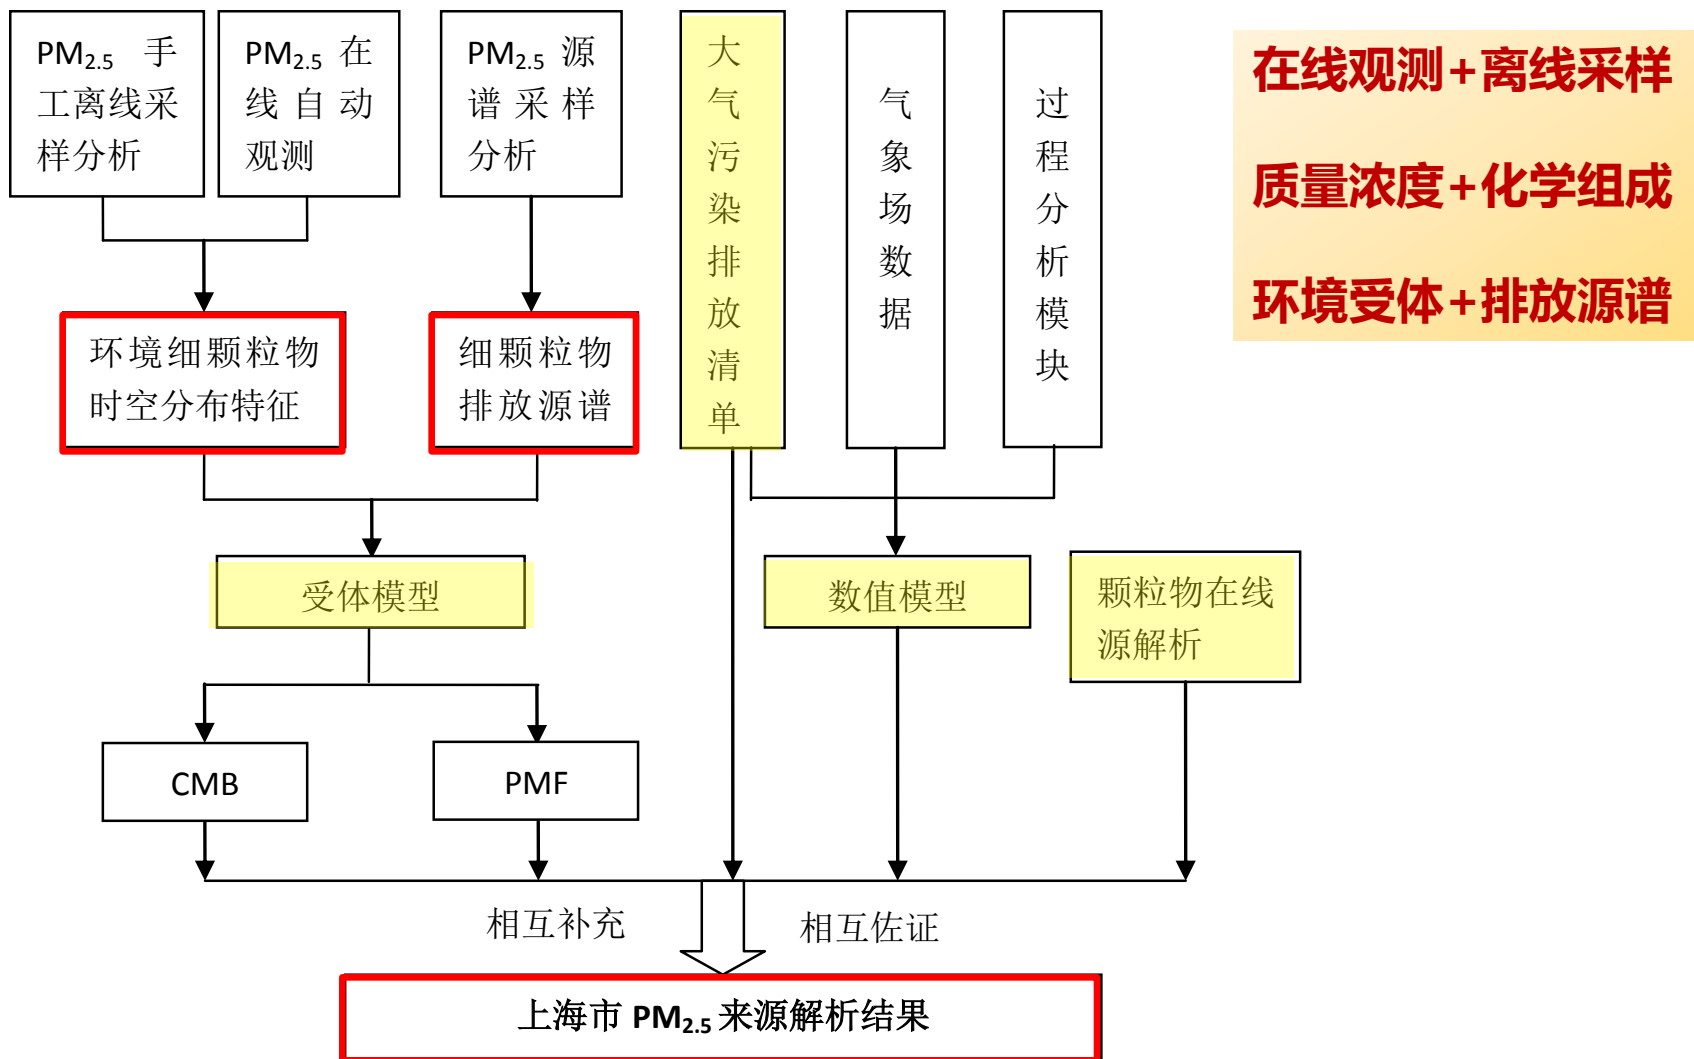 PM2.5 手
工离线采
样分析
PM2.5 在
线自动
观测
PM2.5 源
谱采样
分析
大
气
污
染
排
放
清
单
气
象
场
数
据
过
程
分
析
模
块
在线观测+离线采样
质量浓度+化学组成
环境受体+排放源谱
环境细颗粒物
时空分布特征
细颗粒物
排放源谱
受体模型
数值模型
颗粒物在线
源解析
CMB
PMF
相互补充
相互佐证
上海市 PM2.5 来源解析结果